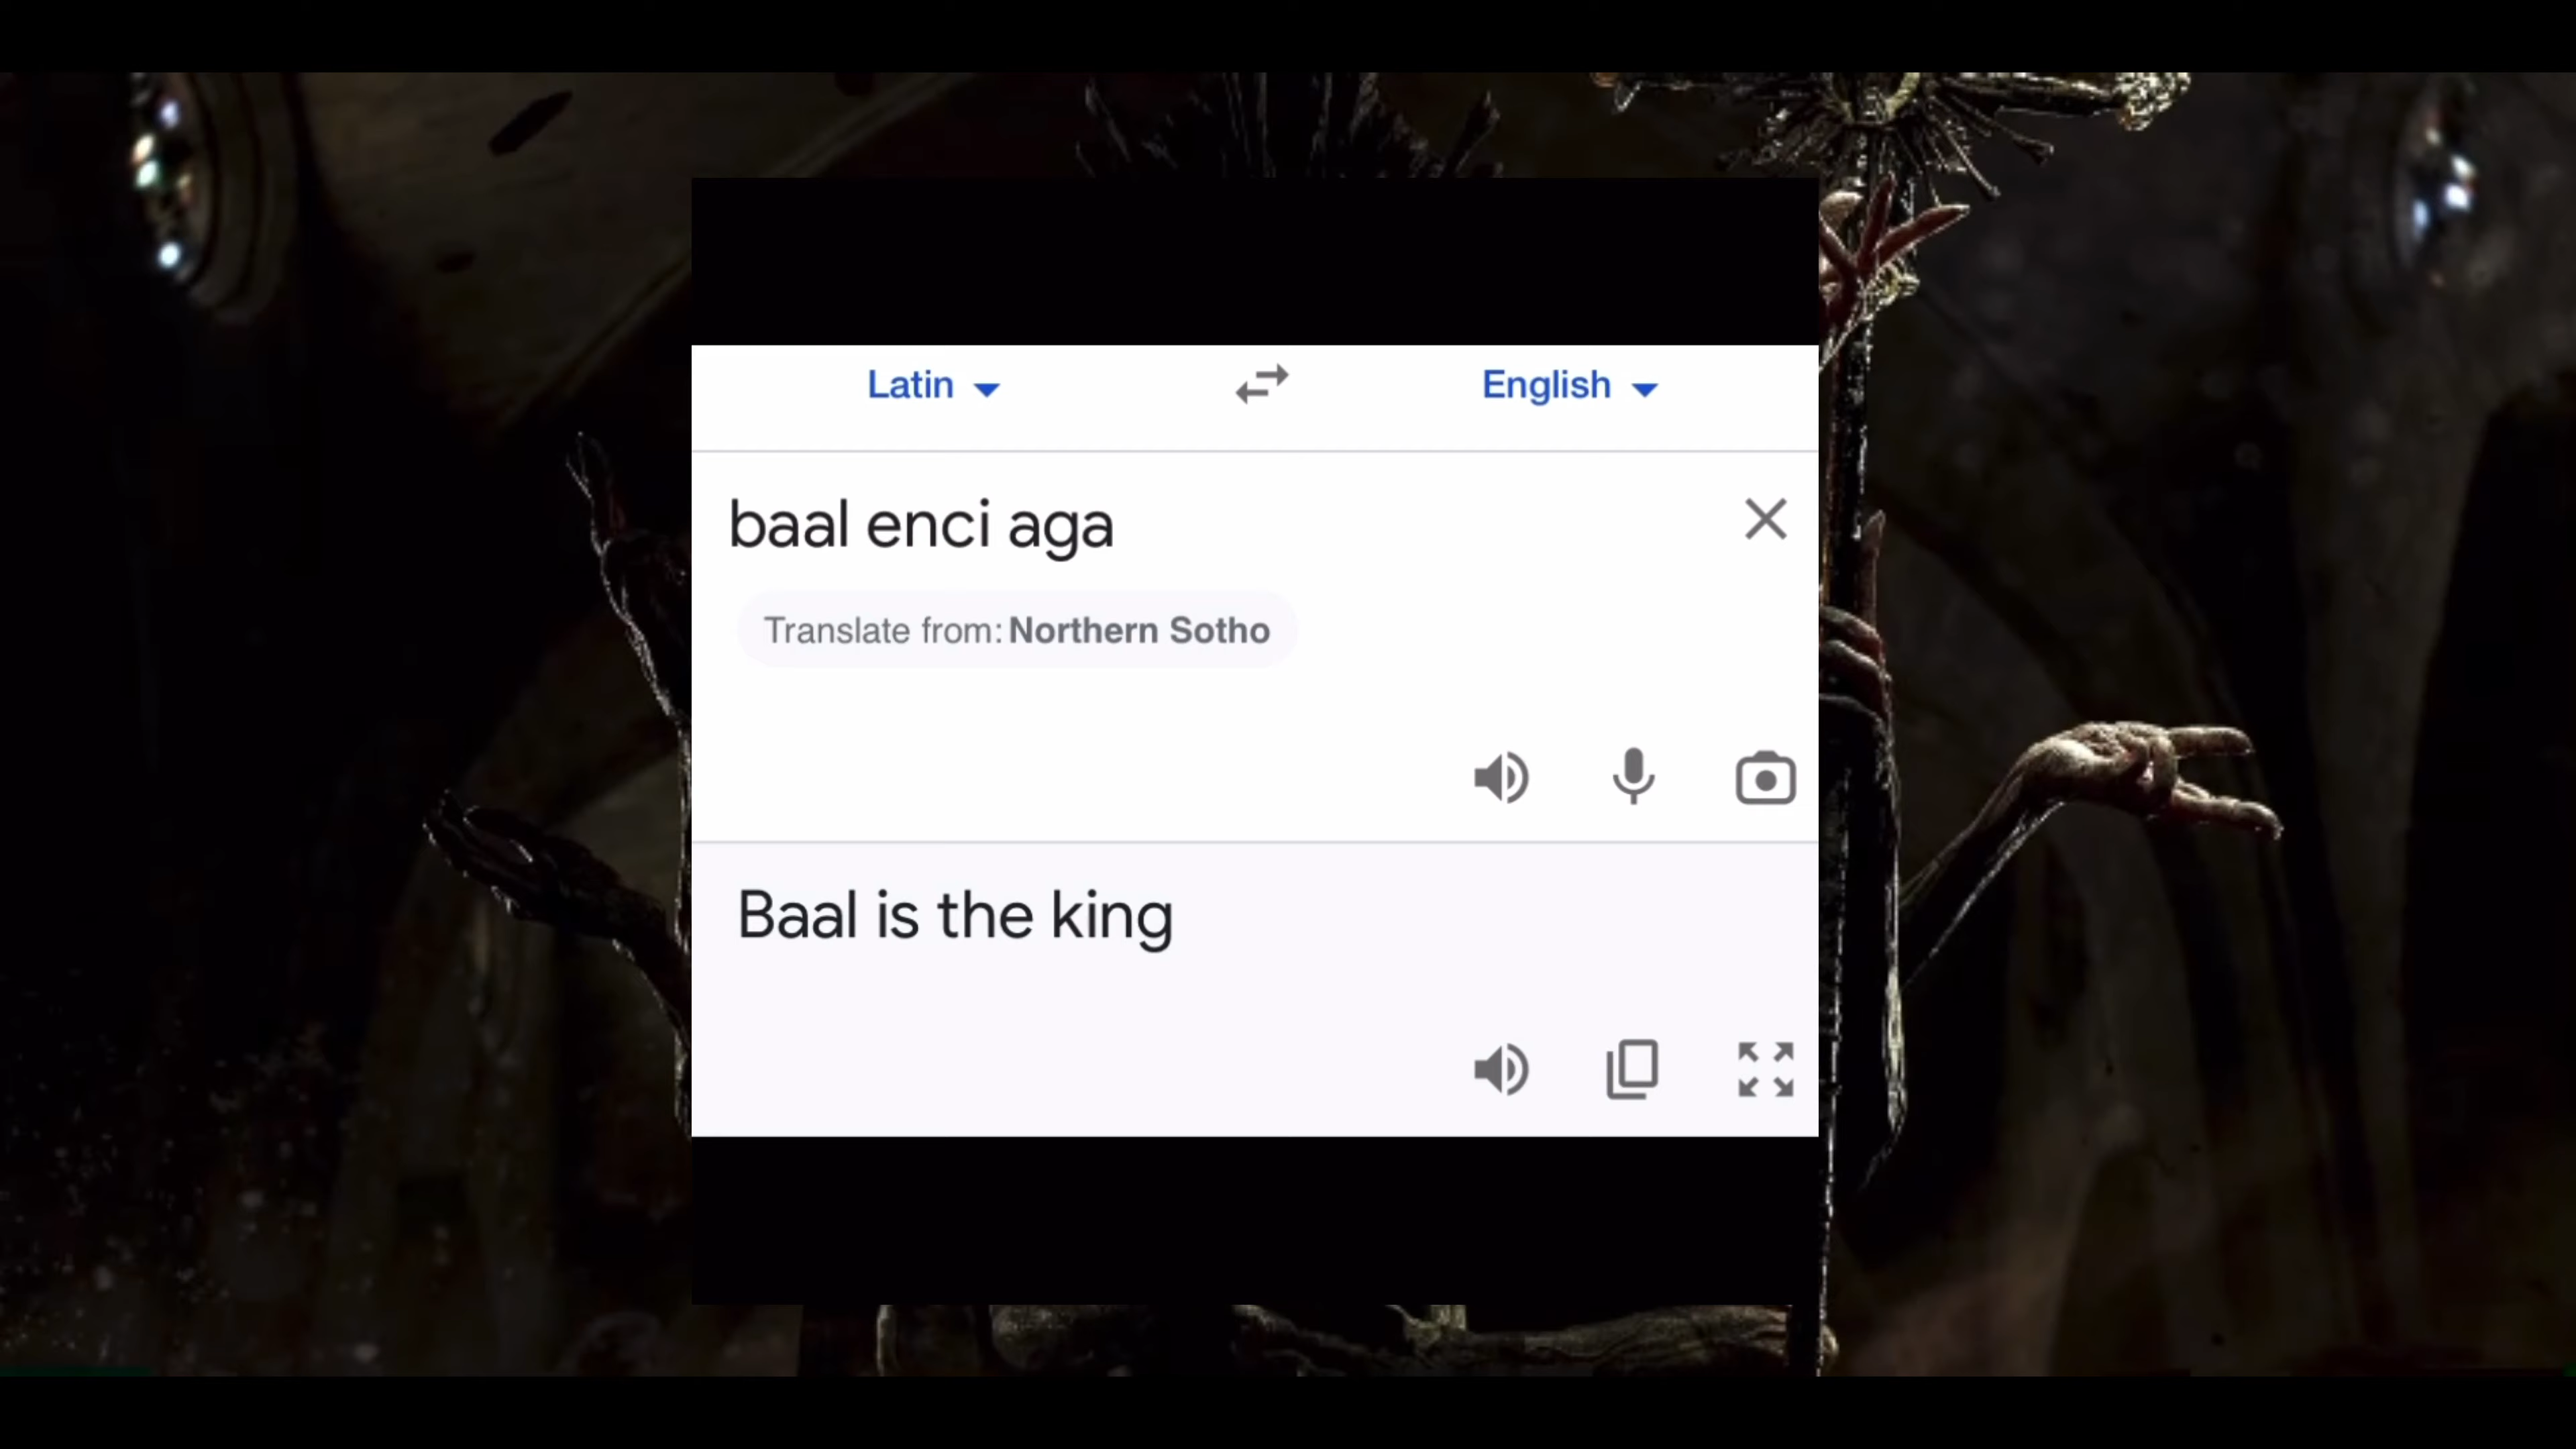 Latin English
baal enci aga
Translate from: Northern Sotho
Baal is the king